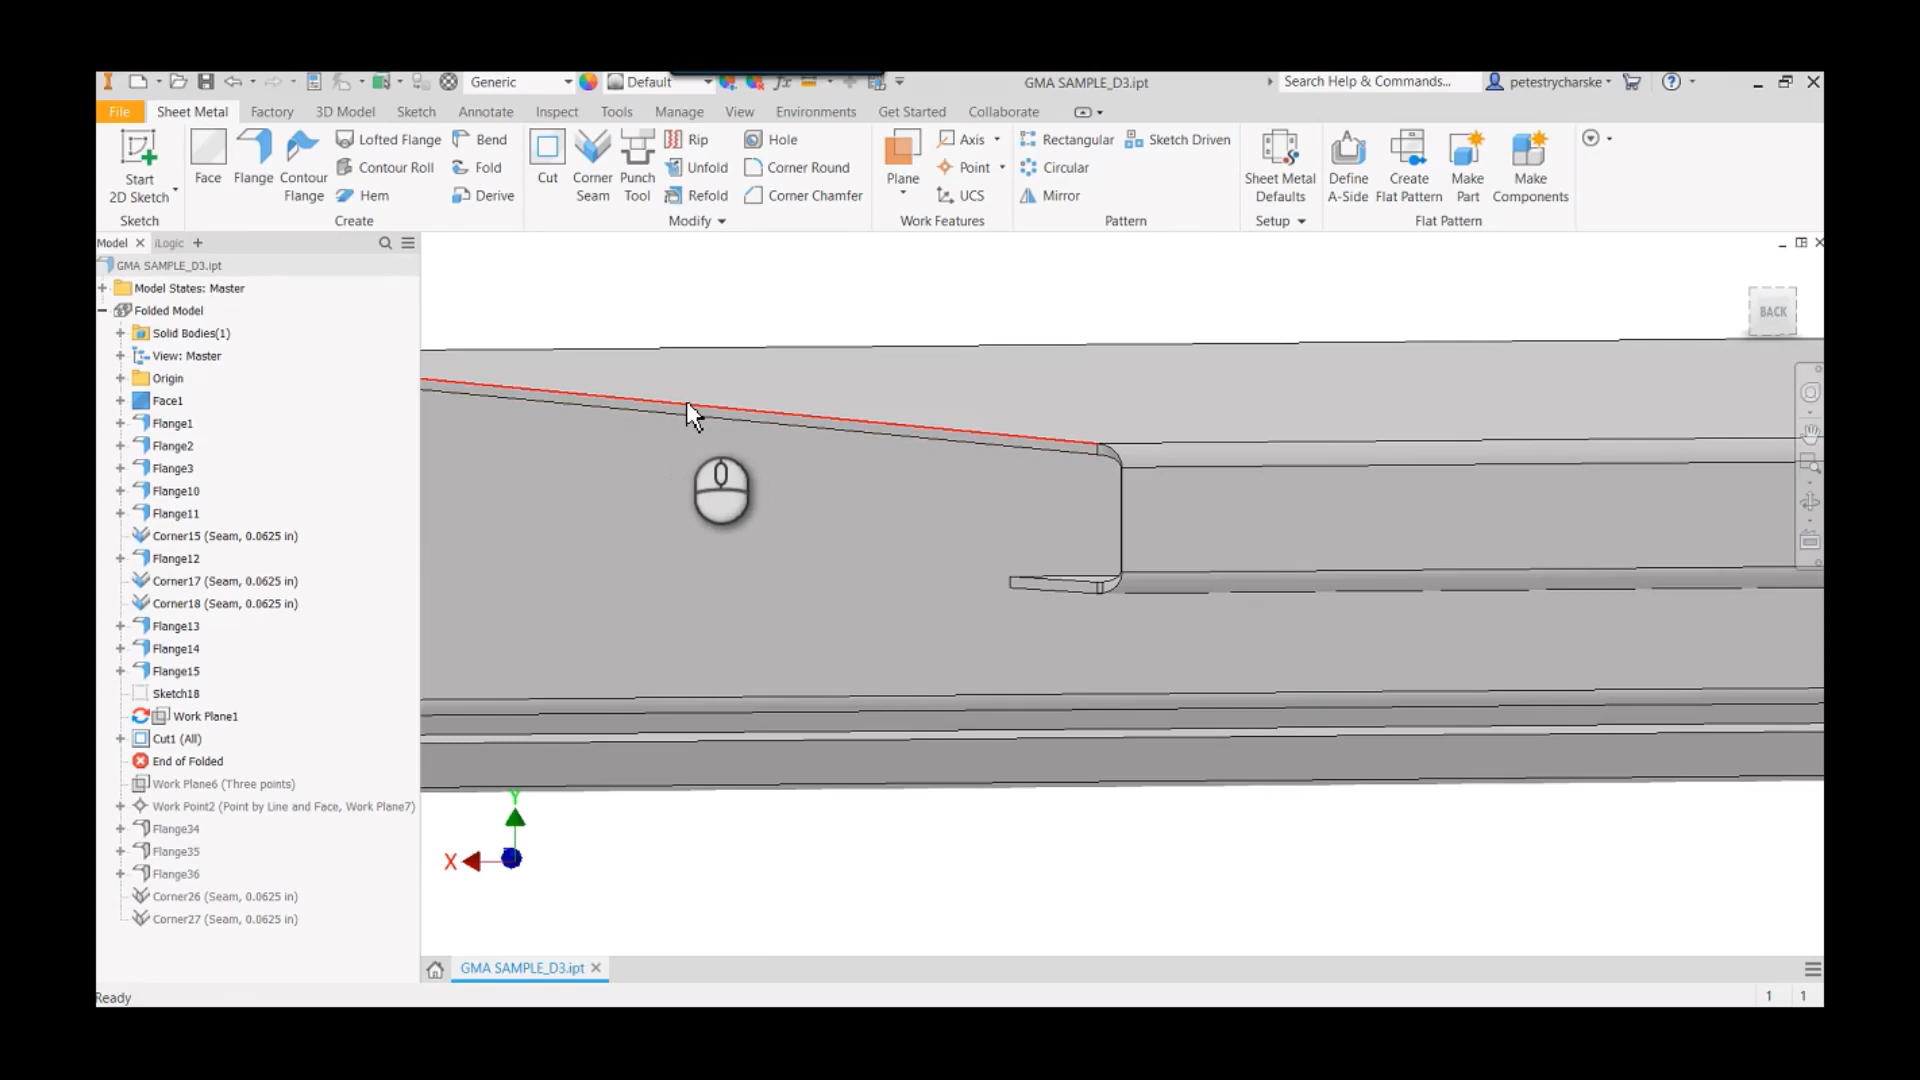 Generic
Default
GMA SAMPLE_D3.ipt
Search Help & Commands...
petestrycharske
File
Sheet Metal
Factory
3D Model
Sketch
Annotate
Inspect
Tools
Manage
View
Environments
Get Started
Collaborate
Start
2D Sketch
Face
Flange
Contour
Flange
Lofted Flange
Contour Roll
Hem
Bend
Fold
Derive
Cut
Corner
Seam
Punch
Tool
Rip
Unfold
Refold
Hole
Corner Round
Corner Chamfer
Plane
Axis
Point
UCS
Rectangular
Circular
Mirror
Sketch Driven
Sheet Metal
Defaults
Define
A-Side
Create
Flat Pattern
Make
Part
Make
Components
Sketch
Create
Modify
Work Features
Pattern
Setup
Flat Pattern
Model
iLogic
GMA SAMPLE_D3.ipt
Model States: Master
Folded Model
Solid Bodies(1)
View: Master
Origin
Face1
Flange1
Flange2
Flange3
Flange10
Flange11
Corner15 (Seam, 0.0625 in)
Flange12
Corner17 (Seam, 0.0625 in)
Corner18 (Seam, 0.0625 in)
Flange13
Flange14
Flange15
Sketch18
Work Plane1
Cut1 (All)
End of Folded
Work Plane6 (Three points)
Work Point2 (Point by Line and Face, Work Plane7)
Flange34
Flange35
Flange36
Corner26 (Seam, 0.0625 in)
Corner27 (Seam, 0.0625 in)
BACK
Y
X
GMA SAMPLE_D3.ipt
Ready
1
1